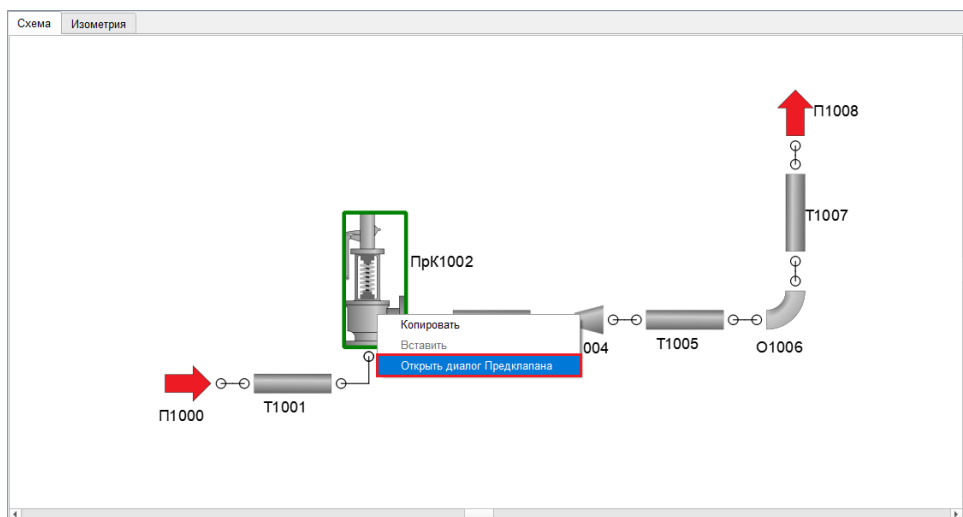 Схема Изометрия
П1008
Т1007
ПрК1002
Копировать
Вставить
Открыть диалог Предклапана
004
Т1005
О1006
Т1001
П1000